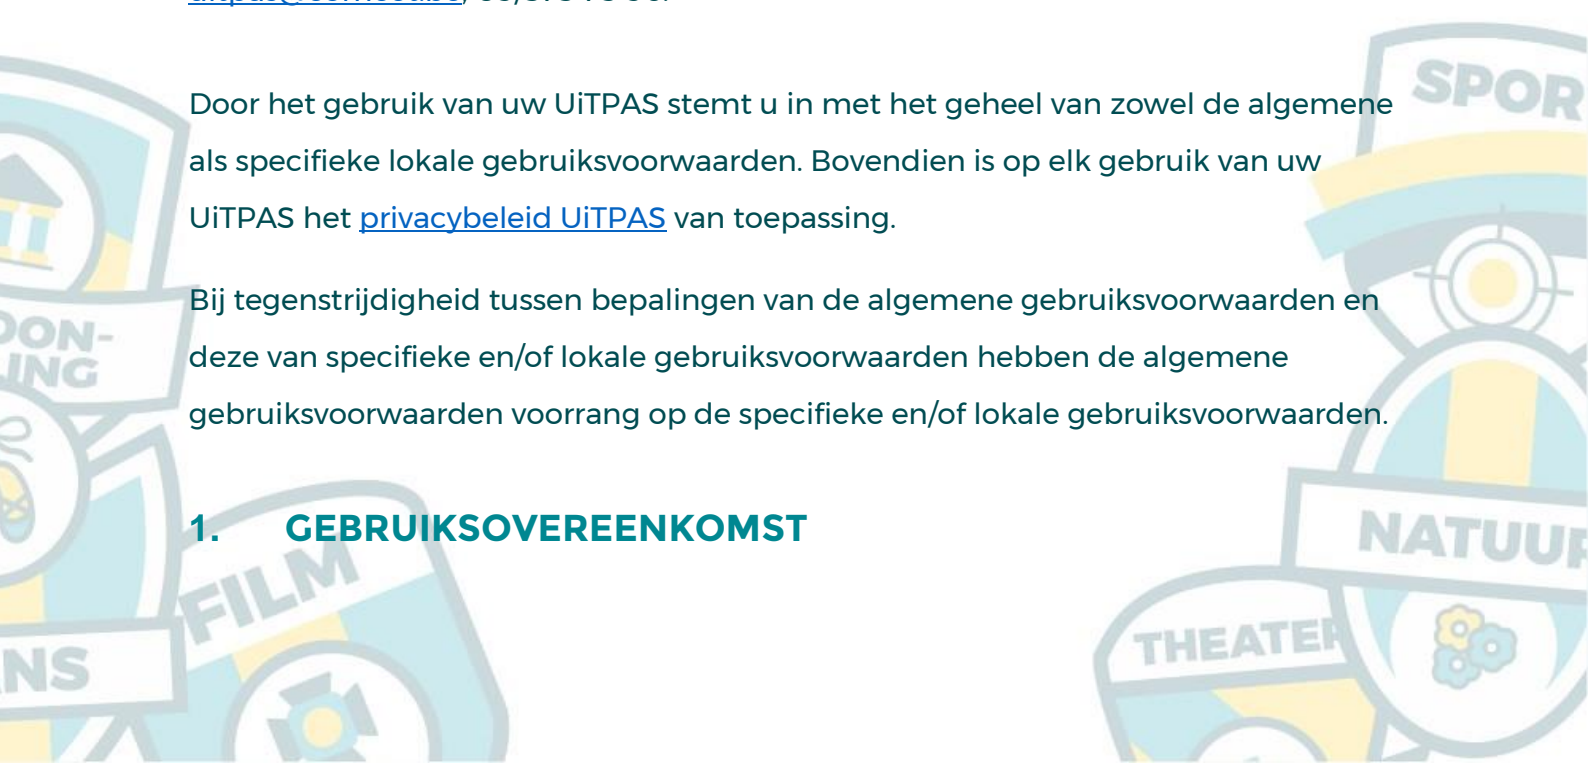 Door het gebruik van uw UiTPAS stemt u in met het geheel van zowel de algemene
als specifieke lokale gebruiksvoorwaarden. Bovendien is op elk gebruik van uw
UiTPAS het privacybeleid UiTPAS van toepassing.
Bij tegenstrijdigheid tussen bepalingen van de algemene gebruiksvoorwaarden en
deze van specifieke en/of lokale gebruiksvoorwaarden hebben de algemene
gebruiksvoorwaarden voorrang op de specifieke en/of lokale gebruiksvoorwaarden.
1. GEBRUIKSOVEREENKOMST
SPOR
OON-
LING
FILM
NATUUR
THEATER
ANS